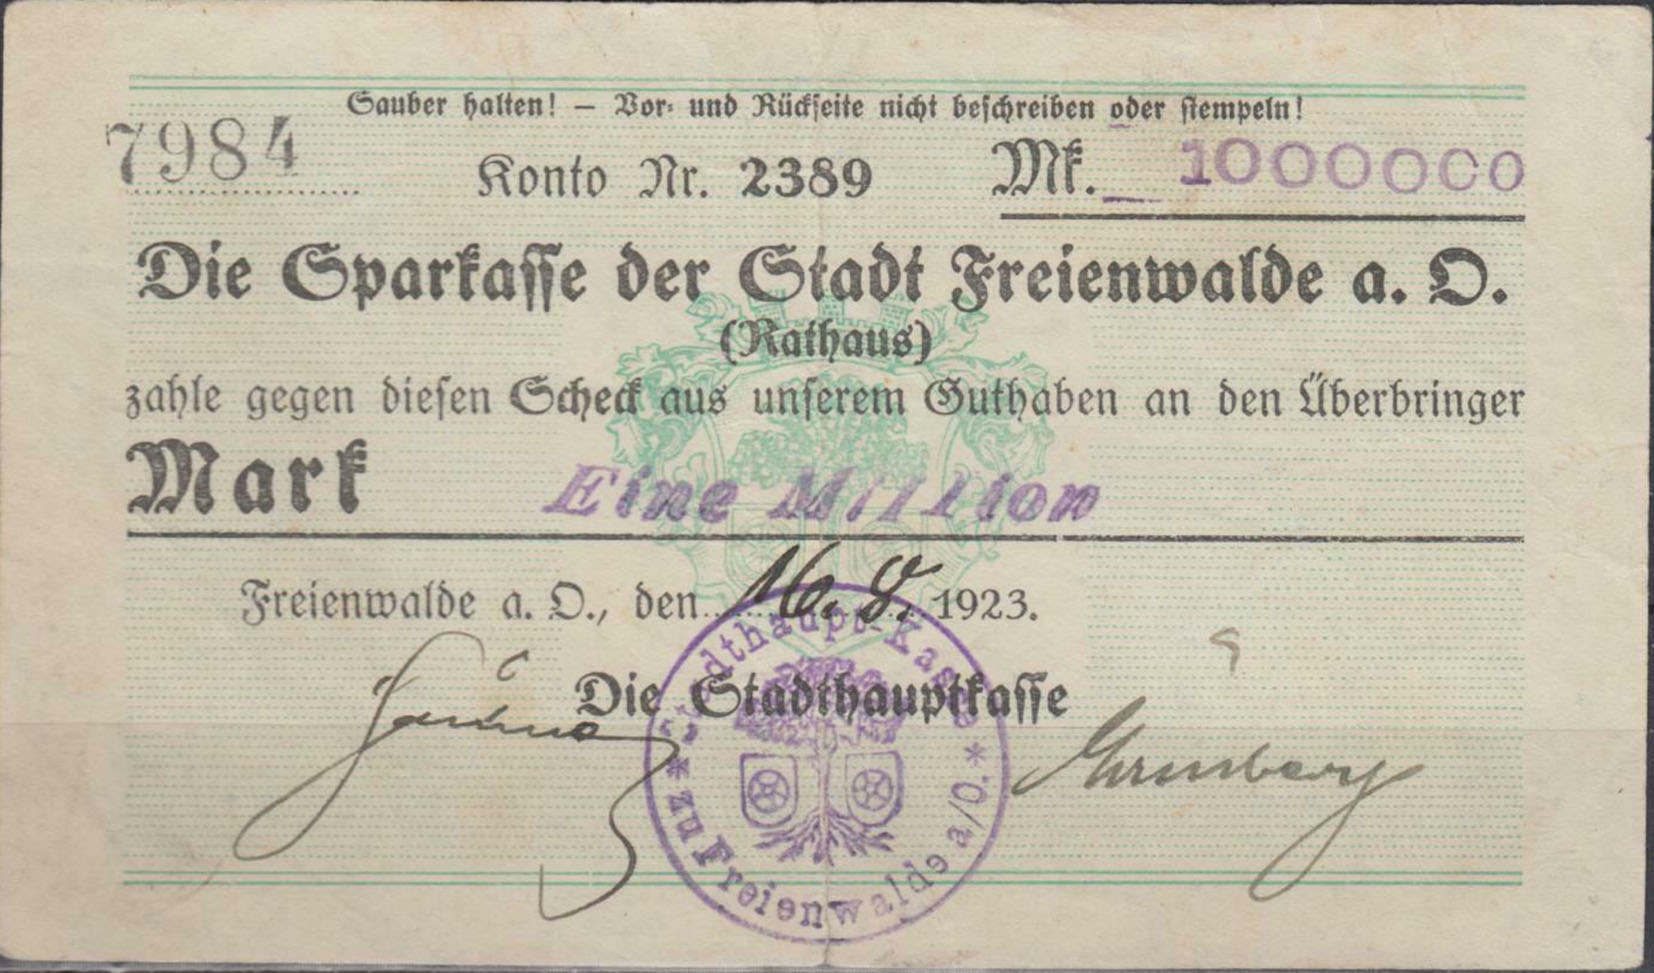 Sauber halten! — Vor- und Rückseite nicht beschreiben oder stempeln!
7984
Konto Nr. 2389 Mk. 1000000
Die Sparkasse der Stadt Freienwalde a. O.
(Rathaus)
zahle gegen diesen Scheck aus unserem Guthaben an den Überbringer
Mark Eine Million
Freienwalde a. O., den 16. 8. 1923.
Die Stadthauptkasse
Stadthaupt-Kasse
* zu Freienwalde a/O. *